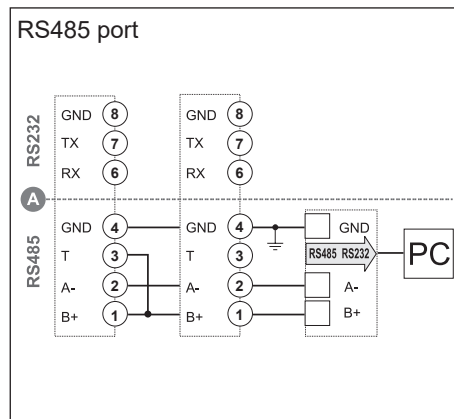 RS485 port
RS232
GND 8 GND 8
TX 7 TX 7
RX 6 RX 6
A
RS485
GND 4 GND 4 GND
T 3 T 3 RS485 RS232 PC
A- 2 A- 2 A-
B+ 1 B+ 1 B+